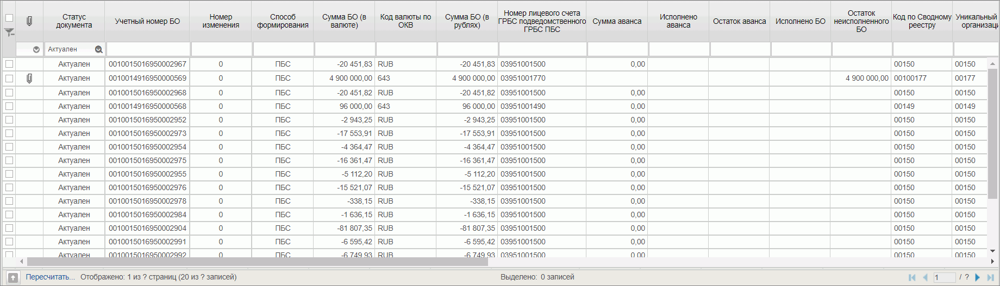 Статус документа Учетный номер БО Номер изменения Способ формирования Сумма БО (в валюте) Код валюты по ОКВ Сумма БО (в рублях) Номер лицевого счета ГРБС подведомственного ГРБС ПБС Сумма аванса Исполнено аванса Остаток аванса Исполнено БО Остаток неисполненного БО Код по Сводному реестру Уникальный организаци
Актуален
Актуален 0010015016950002967 0 ПБС -20 451,83 RUB -20 451,83 03951001500 0,00 00150 00150
Актуален 0010014916950000569 0 ПБС 4 900 000,00 643 4 900 000,00 03951001770 4 900 000,00 00100177 00177
Актуален 0010015016950002968 0 ПБС -20 451,82 RUB -20 451,82 03951001500 0,00 00150 00150
Актуален 0010014916950000568 0 ПБС 96 000,00 643 96 000,00 03951001490 0,00 00149 00149
Актуален 0010015016950002952 0 ПБС -2 943,25 RUB -2 943,25 03951001500 0,00 00150 00150
Актуален 0010015016950002973 0 ПБС -17 553,91 RUB -17 553,91 03951001500 0,00 00150 00150
Актуален 0010015016950002954 0 ПБС -4 364,47 RUB -4 364,47 03951001500 0,00 00150 00150
Актуален 0010015016950002975 0 ПБС -16 361,47 RUB -16 361,47 03951001500 0,00 00150 00150
Актуален 0010015016950002955 0 ПБС -5 112,20 RUB -5 112,20 03951001500 0,00 00150 00150
Актуален 0010015016950002976 0 ПБС -15 521,07 RUB -15 521,07 03951001500 0,00 00150 00150
Актуален 0010015016950002978 0 ПБС -338,15 RUB -338,15 03951001500 0,00 00150 00150
Актуален 0010015016950002984 0 ПБС -1 636,15 RUB -1 636,15 03951001500 0,00 00150 00150
Актуален 0010015016950002904 0 ПБС -81 807,35 RUB -81 807,35 03951001500 0,00 00150 00150
Актуален 0010015016950002991 0 ПБС -6 595,42 RUB -6 595,42 03951001500 0,00 00150 00150
Актуален 0010015016950002992 0 ПБС -6 749,93 RUB -6 749,93 03951001500 0,00 00150 00150
Пересчитать... Отображено: 1 из ? страниц (20 из ? записей) Выделено: 0 записей 1 / ?